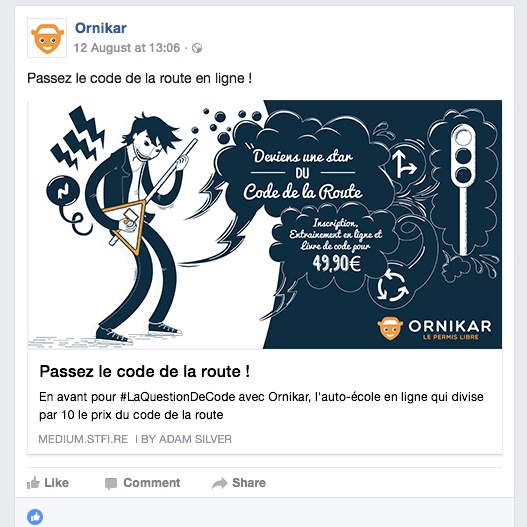 Ornikar
12 August at 13:06 ·
Passez le code de la route en ligne !
Deviens une star
DU
Code de la Route
Inscription,
Entrainement en ligne et
Livre de code pour
49,90€
N
ORNIKAR
LE PERMIS LIBRE
Passez le code de la route !
En avant pour #LaQuestionDeCode avec Ornikar, l'auto-école en ligne qui divise
par 10 le prix du code de la route
MEDIUM.STFI.RE | BY ADAM SILVER
Like Comment Share